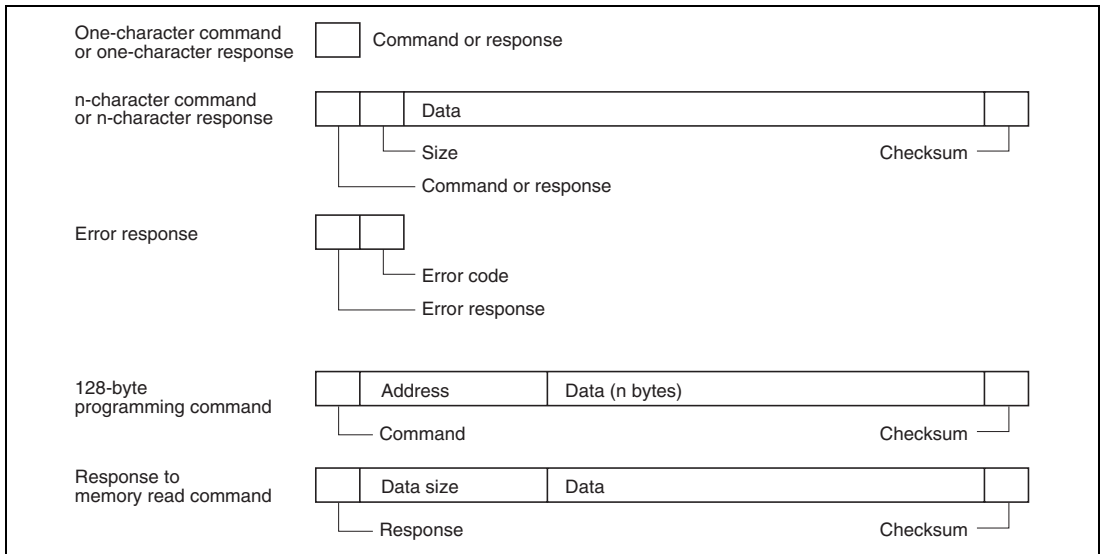 One-character command
or one-character response
Command or response
n-character command
or n-character response
Data
Size
Checksum
Command or response
Error response
Error code
Error response
128-byte
programming command
Address
Data (n bytes)
Command
Checksum
Response to
memory read command
Data size
Data
Response
Checksum